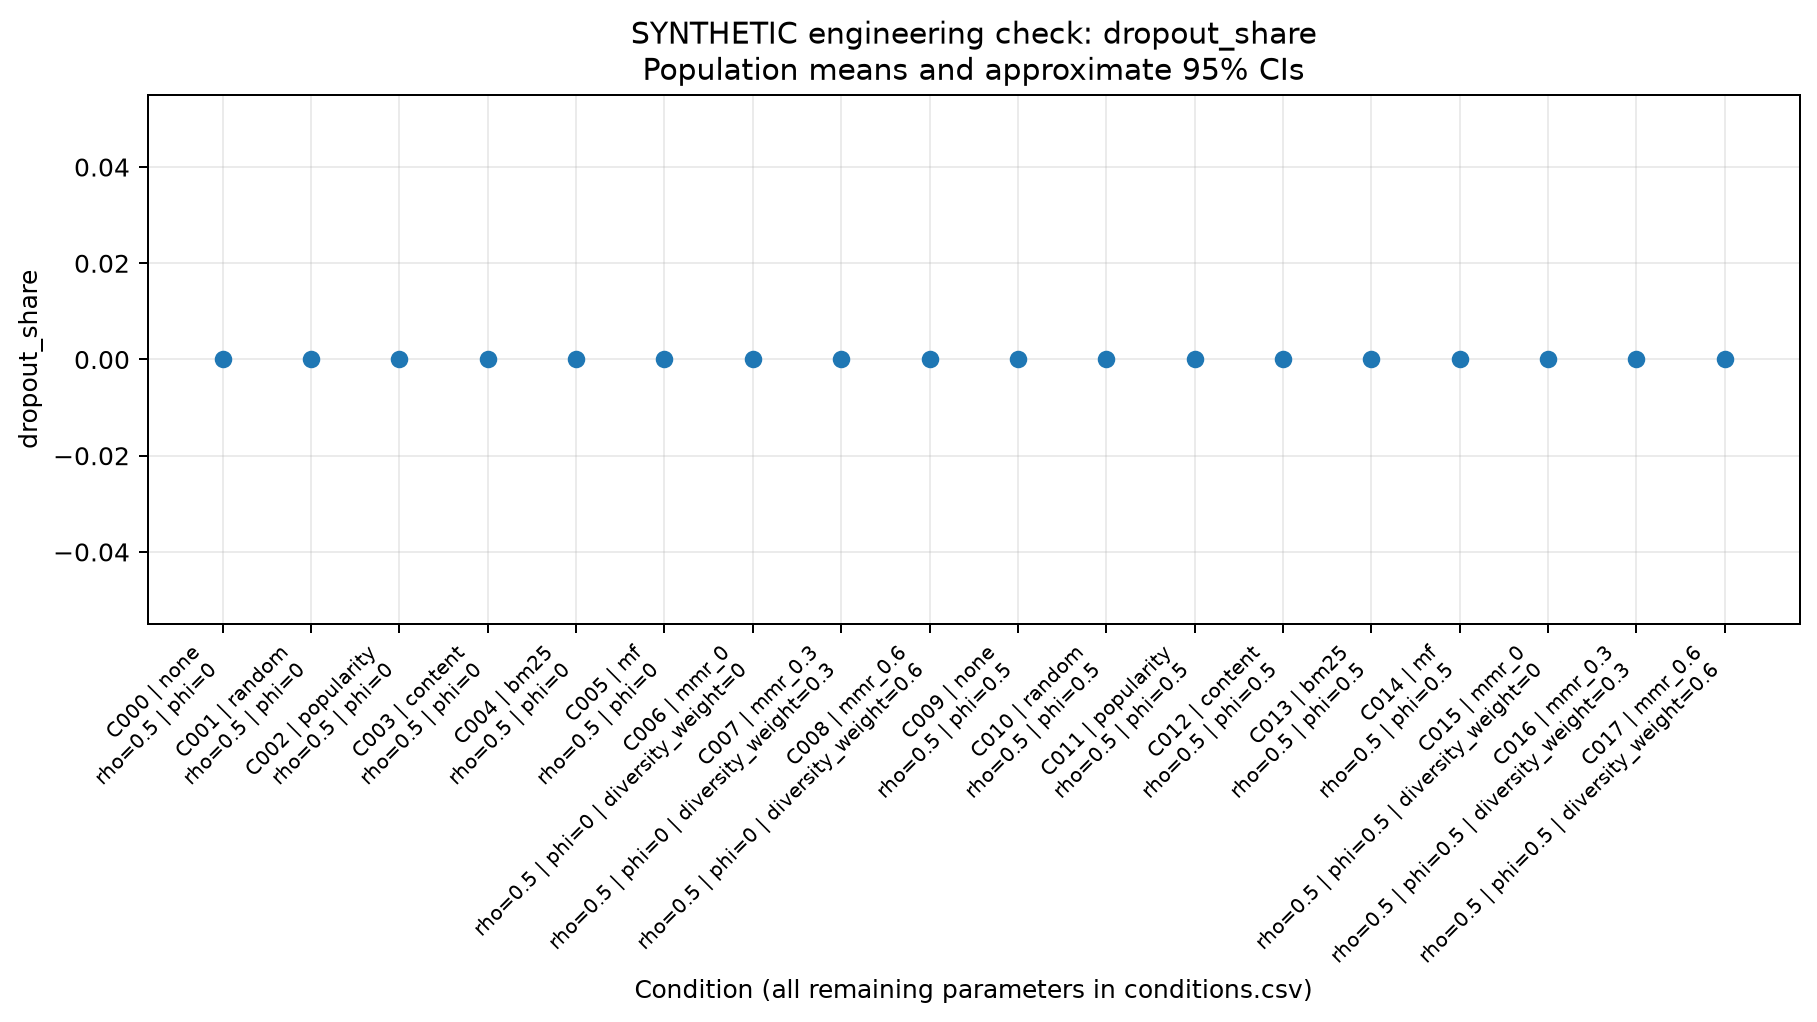 SYNTHETIC engineering check: dropout_share
Population means and approximate 95% CIs
dropout_share
0.04
0.02
0.00
−0.02
−0.04
C000 | none
rho=0.5 | phi=0
C001 | random
rho=0.5 | phi=0
C002 | popularity
rho=0.5 | phi=0
C003 | content
rho=0.5 | phi=0
C004 | bm25
rho=0.5 | phi=0
C005 | mf
rho=0.5 | phi=0
C006 | mmr_0
rho=0.5 | phi=0 | diversity_weight=0
C007 | mmr_0.3
rho=0.5 | phi=0 | diversity_weight=0.3
C008 | mmr_0.6
rho=0.5 | phi=0 | diversity_weight=0.6
C009 | none
rho=0.5 | phi=0.5
C010 | random
rho=0.5 | phi=0.5
C011 | popularity
rho=0.5 | phi=0.5
C012 | content
rho=0.5 | phi=0.5
C013 | bm25
rho=0.5 | phi=0.5
C014 | mf
rho=0.5 | phi=0.5
C015 | mmr_0
rho=0.5 | phi=0.5 | diversity_weight=0
C016 | mmr_0.3
rho=0.5 | phi=0.5 | diversity_weight=0.3
C017 | mmr_0.6
rho=0.5 | phi=0.5 | diversity_weight=0.6
Condition (all remaining parameters in conditions.csv)